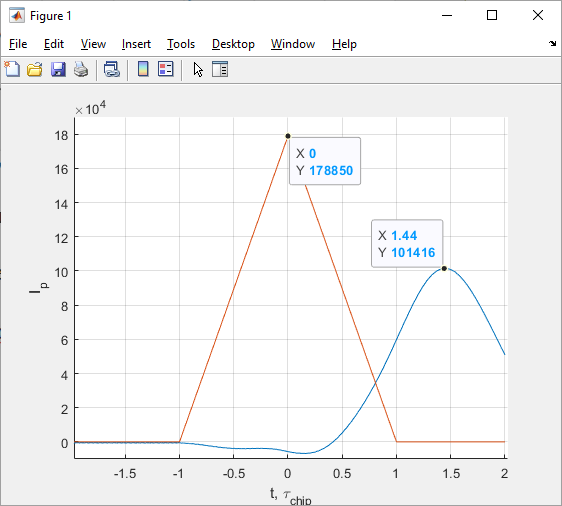 Figure 1
File Edit View Insert Tools Desktop Window Help
×10⁴
18
16
14
12
10
8
6
4
2
0
X 0
Y 178850
X 1.44
Y 101416
I_p
-1.5 -1 -0.5 0 0.5 1 1.5 2
t, τ_chip